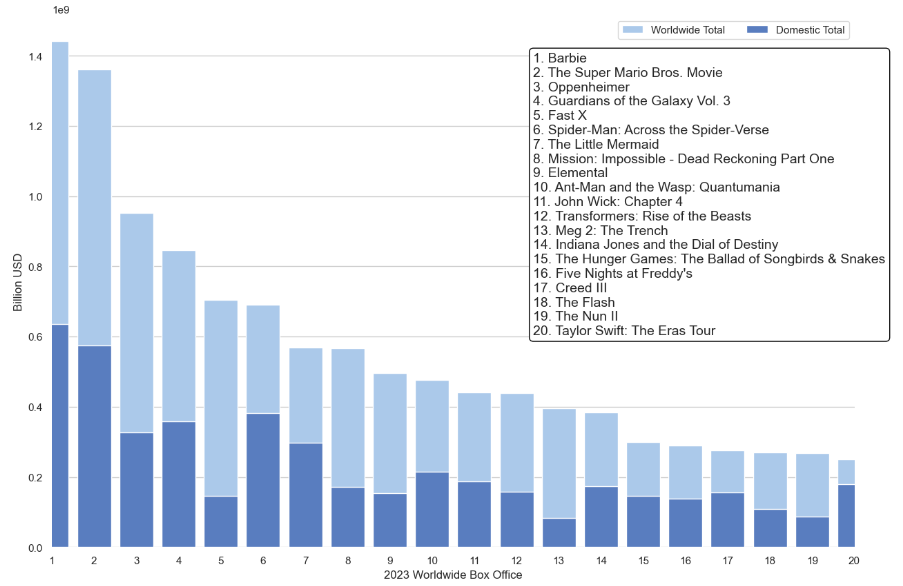 1e9
Worldwide Total Domestic Total
1. Barbie
2. The Super Mario Bros. Movie
3. Oppenheimer
4. Guardians of the Galaxy Vol. 3
5. Fast X
6. Spider-Man: Across the Spider-Verse
7. The Little Mermaid
8. Mission: Impossible - Dead Reckoning Part One
9. Elemental
10. Ant-Man and the Wasp: Quantumania
11. John Wick: Chapter 4
12. Transformers: Rise of the Beasts
13. Meg 2: The Trench
14. Indiana Jones and the Dial of Destiny
15. The Hunger Games: The Ballad of Songbirds & Snakes
16. Five Nights at Freddy's
17. Creed III
18. The Flash
19. The Nun II
20. Taylor Swift: The Eras Tour
1.4
1.2
1.0
0.8
0.6
0.4
0.2
0.0
Billion USD
1 2 3 4 5 6 7 8 9 10 11 12 13 14 15 16 17 18 19 20
2023 Worldwide Box Office